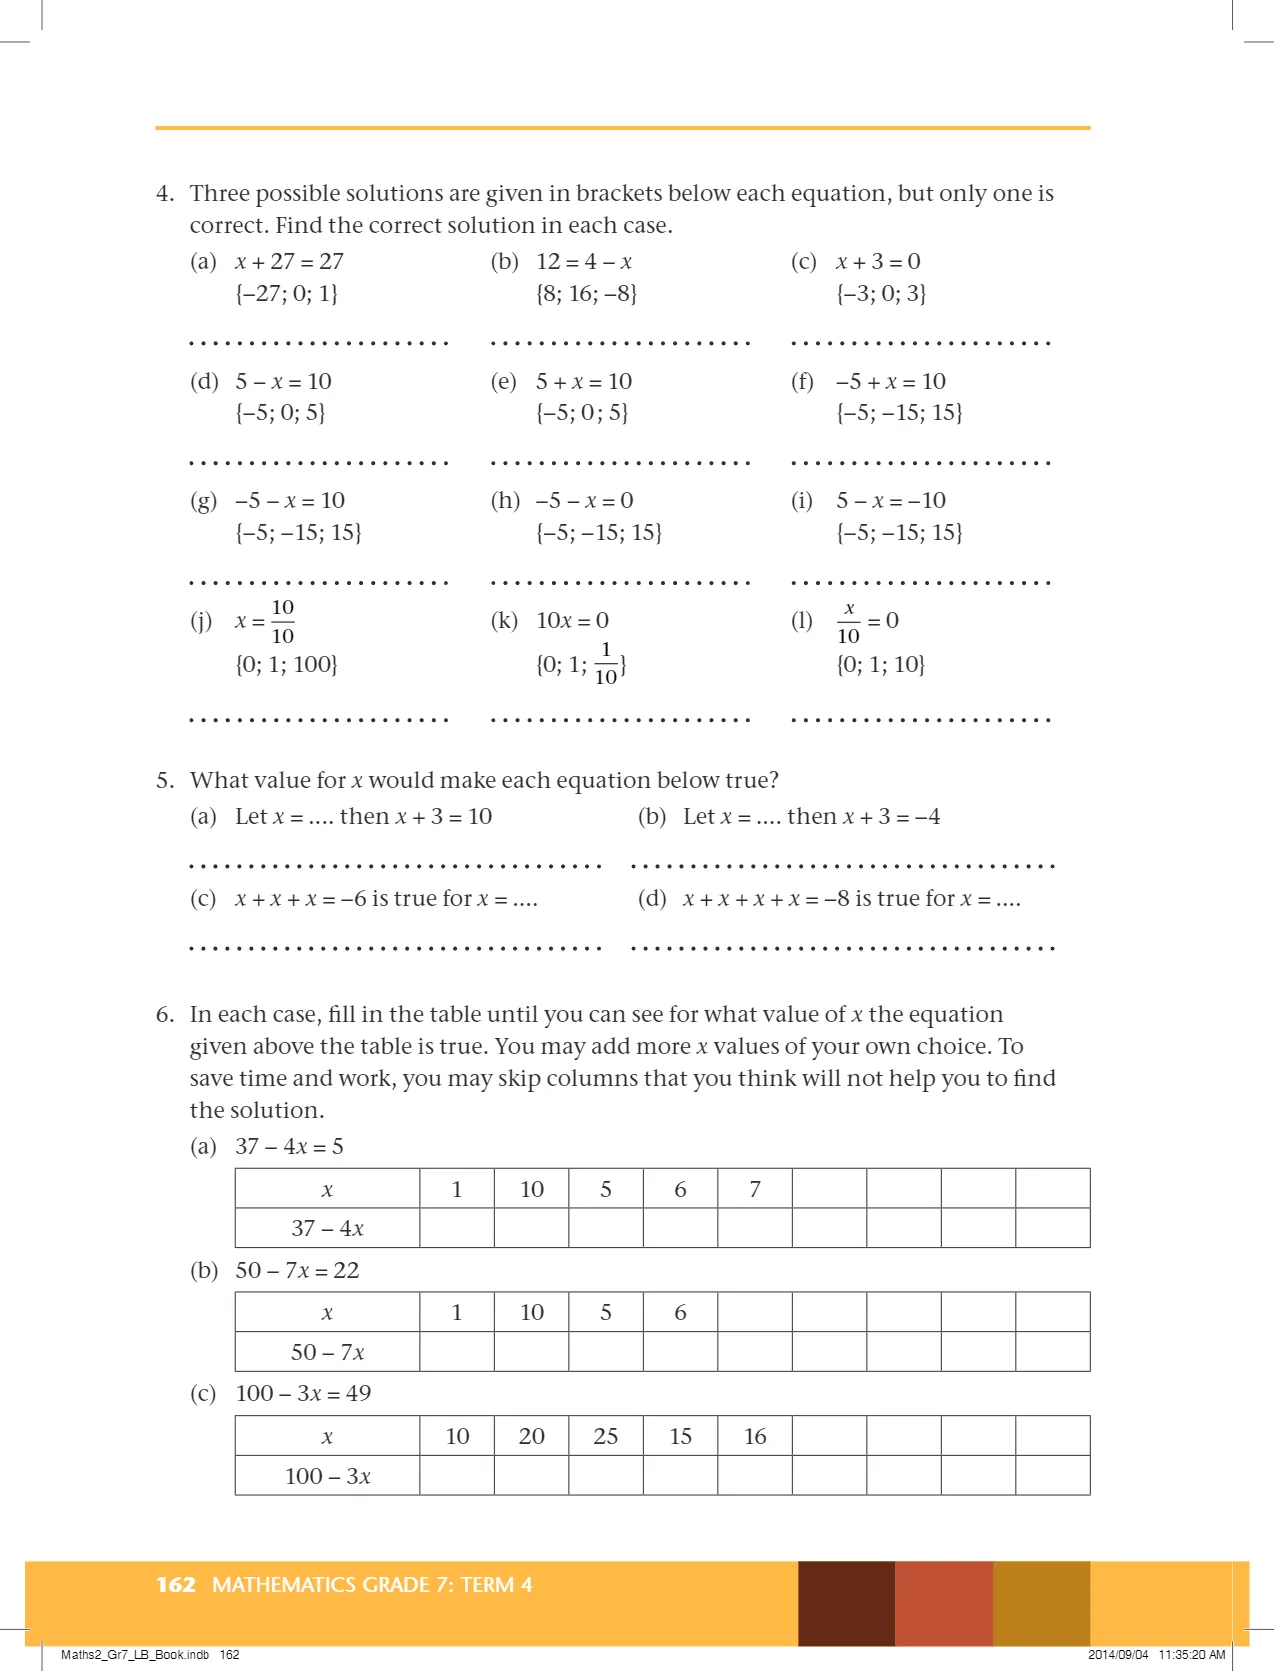 4. Three possible solutions are given in brackets below each equation, but only one is
correct. Find the correct solution in each case.
(a) x + 27 = 27 (b) 12 = 4 – x (c) x + 3 = 0
{–27; 0; 1} {8; 16; –8} {–3; 0; 3}
(d) 5 – x = 10 (e) 5 + x = 10 (f) –5 + x = 10
{–5; 0; 5} {–5; 0; 5} {–5; –15; 15}
(g) –5 – x = 10 (h) –5 – x = 0 (i) 5 – x = –10
{–5; –15; 15} {–5; –15; 15} {–5; –15; 15}
(j) x = 10/10 (k) 10x = 0 (l) x/10 = 0
{0; 1; 100} {0; 1; 1/10} {0; 1; 10}
5. What value for x would make each equation below true?
(a) Let x = .... then x + 3 = 10 (b) Let x = .... then x + 3 = –4
(c) x + x + x = –6 is true for x = .... (d) x + x + x + x = –8 is true for x = ....
6. In each case, fill in the table until you can see for what value of x the equation
given above the table is true. You may add more x values of your own choice. To
save time and work, you may skip columns that you think will not help you to find
the solution.
(a) 37 – 4x = 5
x 1 10 5 6 7
37 – 4x
(b) 50 – 7x = 22
x 1 10 5 6
50 – 7x
(c) 100 – 3x = 49
x 10 20 25 15 16
100 – 3x
162 MATHEMATICS GRADE 7: TERM 4
Maths2_Gr7_LB_Book.indb 162 2014/09/04 11:35:20 AM